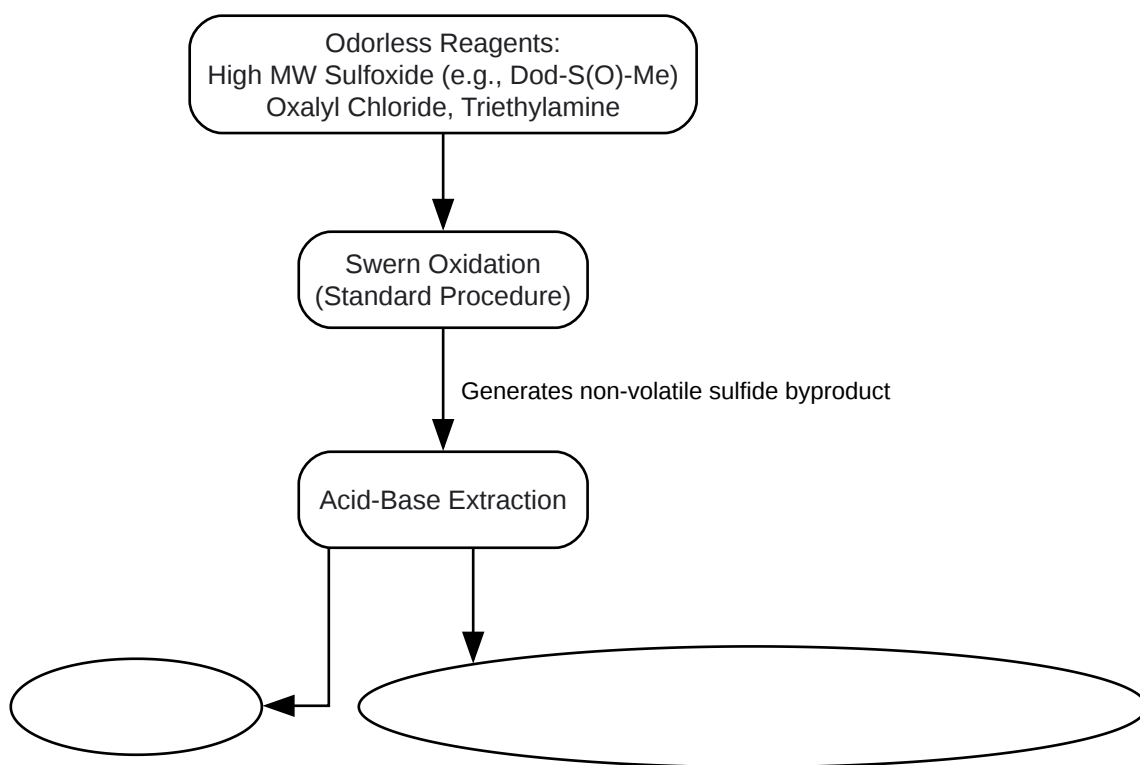 Odorless Reagents:
High MW Sulfoxide (e.g., Dod-S(O)-Me)
Oxalyl Chloride, Triethylamine
Swern Oxidation
(Standard Procedure)
Generates non-volatile sulfide byproduct
Acid-Base Extraction